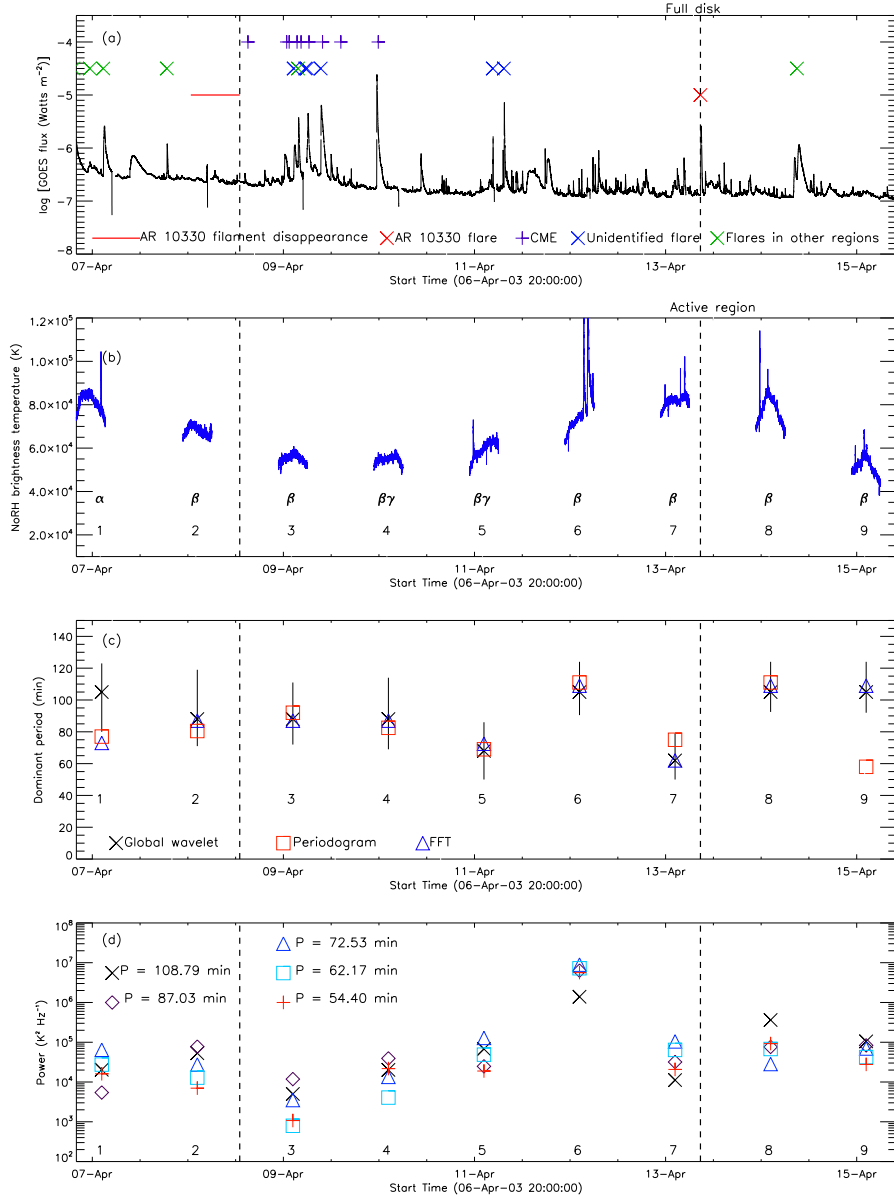 Full disk
(a)
log [GOES flux (Watts m⁻²)]
-4
-5
-6
-7
-8
AR 10330 filament disappearance
AR 10330 flare
CME
Unidentified flare
Flares in other regions
07-Apr 09-Apr 11-Apr 13-Apr 15-Apr
Start Time (06-Apr-03 20:00:00)
Active region
(b)
NoRH brightness temperature (K)
1.2×10⁵
1.0×10⁵
8.0×10⁴
6.0×10⁴
4.0×10⁴
2.0×10⁴
α β β βγ βγ β β β β
1 2 3 4 5 6 7 8 9
07-Apr 09-Apr 11-Apr 13-Apr 15-Apr
Start Time (06-Apr-03 20:00:00)
(c)
Dominant period (min)
140
120
100
80
60
40
20
0
1 2 3 4 5 6 7 8 9
Global wavelet
Periodogram
FFT
07-Apr 09-Apr 11-Apr 13-Apr 15-Apr
Start Time (06-Apr-03 20:00:00)
(d)
Power (K² Hz⁻¹)
10⁸
10⁷
10⁶
10⁵
10⁴
10³
10²
P = 108.79 min
P = 87.03 min
P = 72.53 min
P = 62.17 min
P = 54.40 min
1 2 3 4 5 6 7 8 9
07-Apr 09-Apr 11-Apr 13-Apr 15-Apr
Start Time (06-Apr-03 20:00:00)